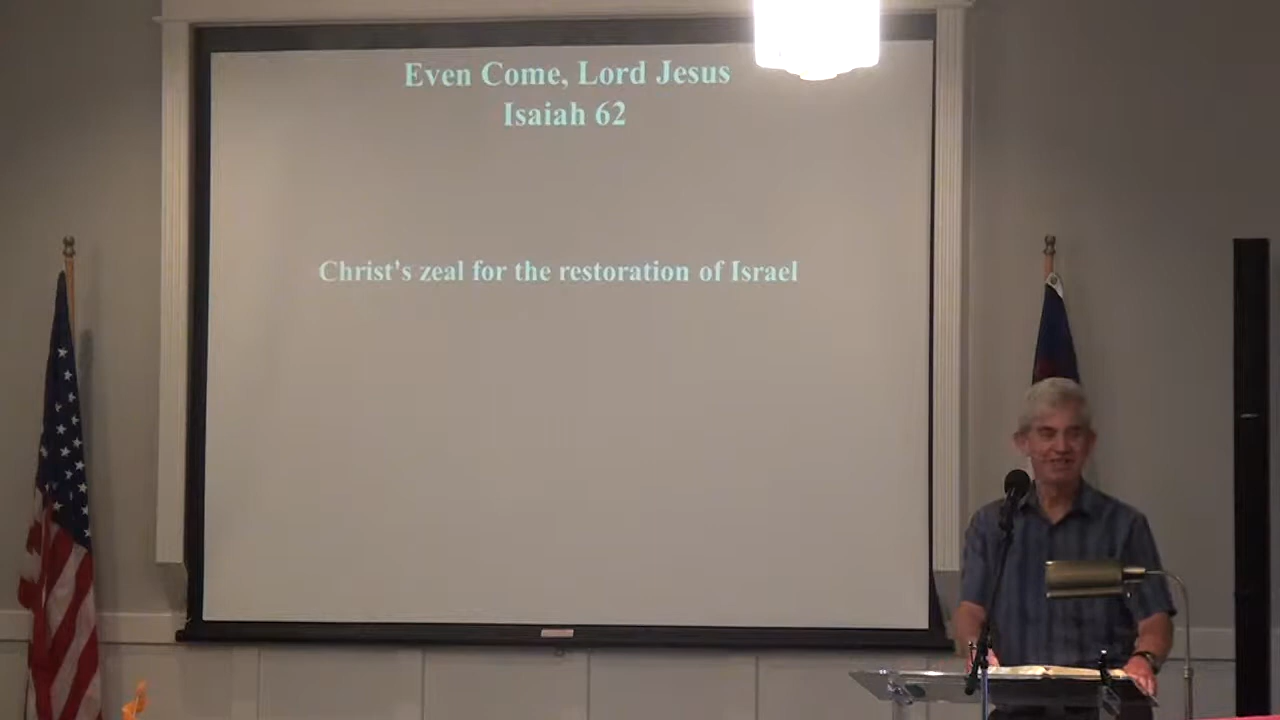 Even Come, Lord Jesus
Isaiah 62
Christ's zeal for the restoration of Israel